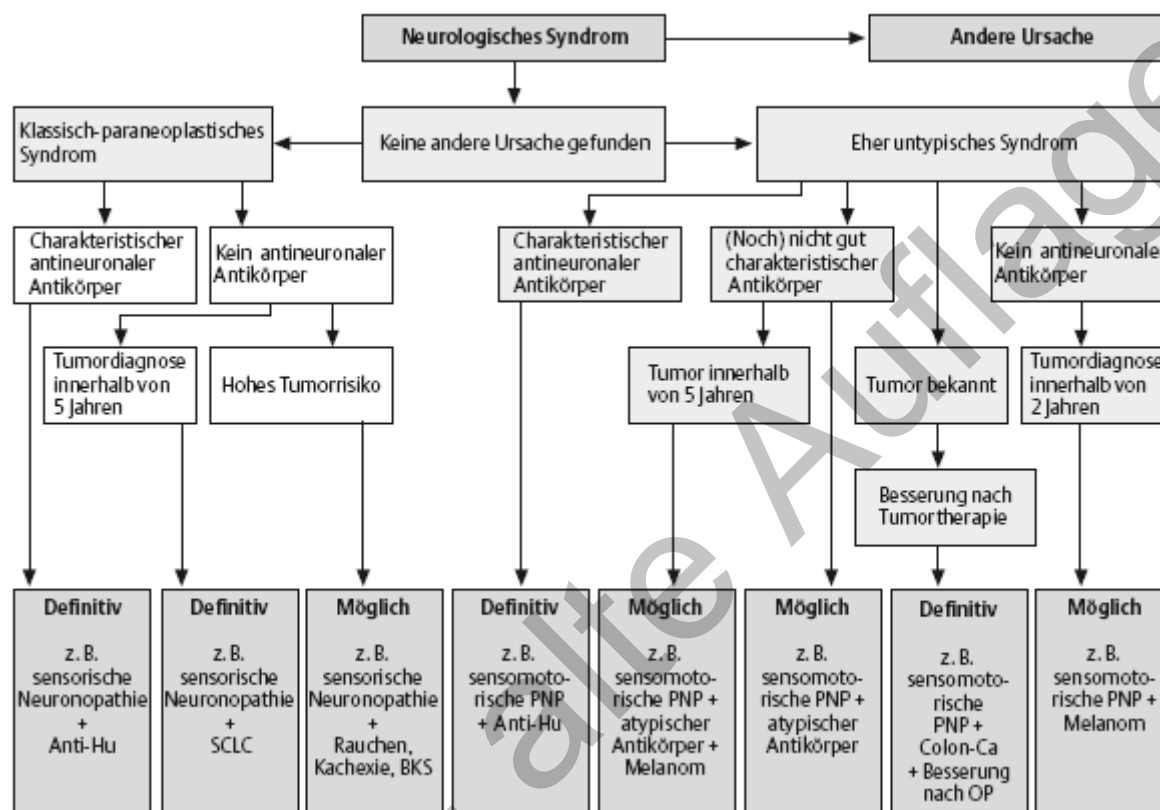 Neurologisches Syndrom
Andere Ursache
Klassisch-paraneoplastisches
Syndrom
Keine andere Ursache gefunden
Eher untypisches Syndrom
Charakteristischer
antineuronaler
Antikörper
Kein antineuronaler
Antikörper
Charakteristischer
antineuronaler
Antikörper
(Noch) nicht gut
charakteristischer
Antikörper
Kein antineuronaler
Antikörper
Tumordiagnose
innerhalb von
5 Jahren
Hohes Tumorrisiko
Tumor innerhalb
von 5 Jahren
Tumor bekannt
Tumordiagnose
innerhalb von
2 Jahren
Besserung nach
Tumortherapie
Definitiv
z. B.
sensorische
Neuronopathie
+
Anti-Hu
Definitiv
z. B.
sensorische
Neuronopathie
+
SCLC
Möglich
z. B.
sensorische
Neuronopathie
+
Rauchen,
Kachexie, BKS
Definitiv
z. B.
sensomoto-
rische PNP
+ Anti-Hu
Möglich
z. B.
sensomoto-
rische PNP +
atypischer
Antikörper +
Melanom
Möglich
z. B.
sensomoto-
rische PNP +
atypischer
Antikörper
Definitiv
z. B.
sensomoto-
rische
PNP +
Colon-Ca
+ Besserung
nach OP
Möglich
z. B.
sensomoto-
rische PNP +
Melanom
alte Auflage